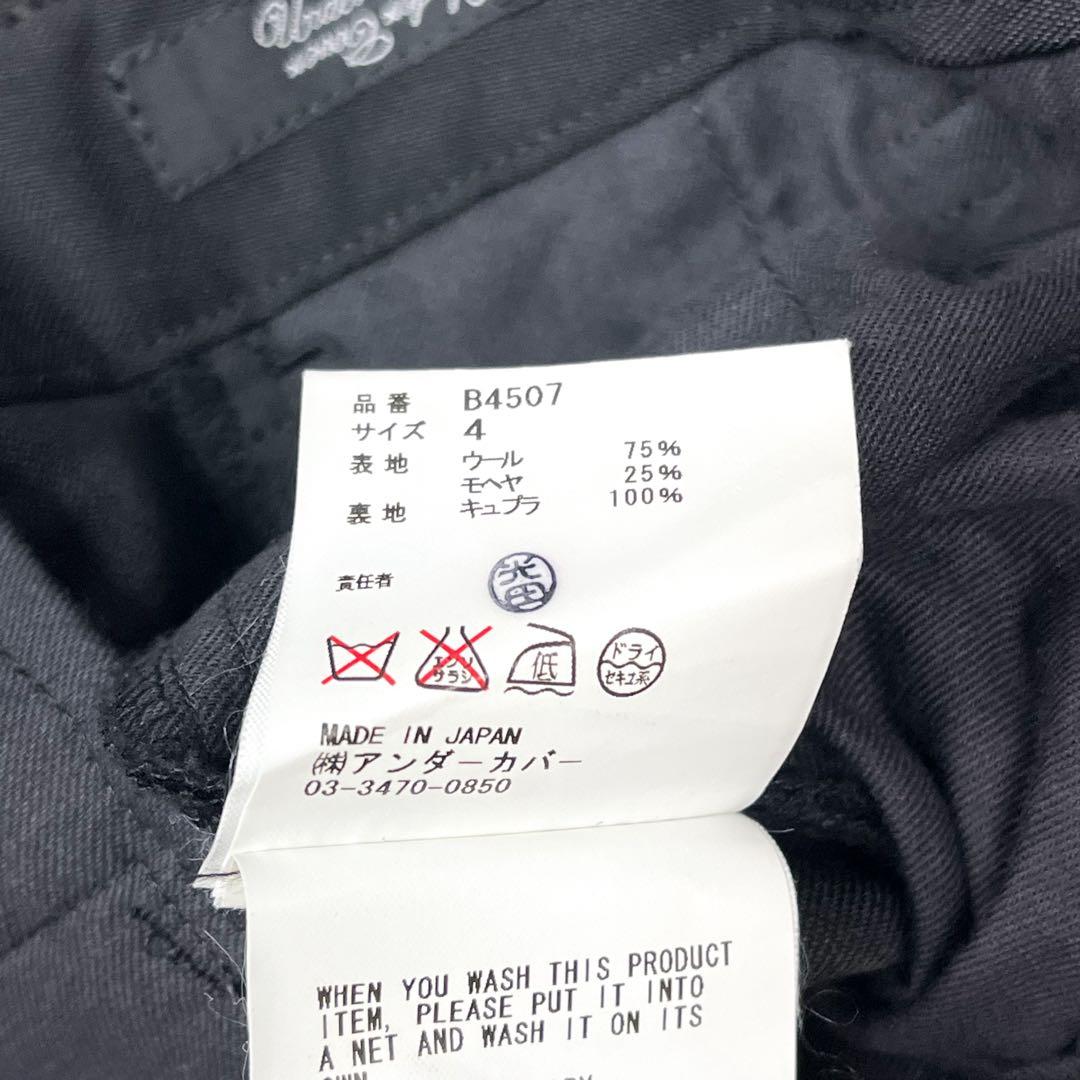 品番 B4507
サイズ 4
表地 ウール 75%
モヘヤ 25%
裏地 キュプラ 100%
責任者
エンソ
サラシ
低
ドライ
セキユ系
MADE IN JAPAN
(株)アンダーカバー
03-3470-0850
WHEN YOU WASH THIS PRODUCT
ITEM, PLEASE PUT IT INTO
A NET AND WASH IT ON ITS
OWN